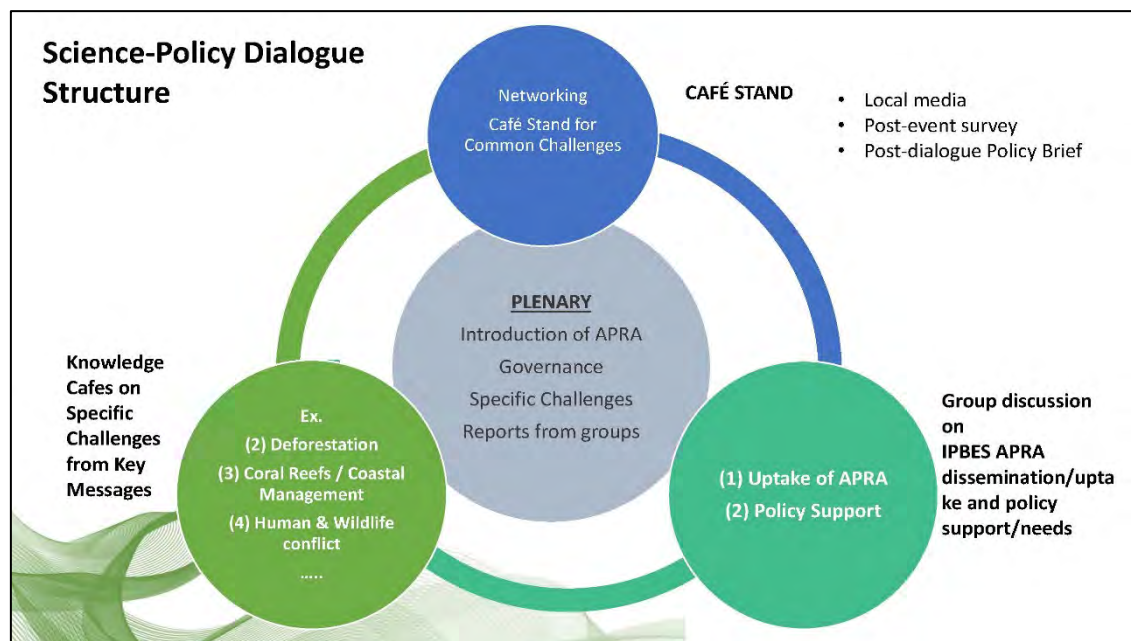 Science-Policy Dialogue
Structure
Networking
Café Stand for
Common Challenges
CAFÉ STAND
• Local media
• Post-event survey
• Post-dialogue Policy Brief
PLENARY
Introduction of APRA
Governance
Specific Challenges
Reports from groups
Knowledge
Cafes on
Specific
Challenges
from Key
Messages
Ex.
(2) Deforestation
(3) Coral Reefs / Coastal
Management
(4) Human & Wildlife
conflict
.....
(1) Uptake of APRA
(2) Policy Support
Group discussion
on
IPBES APRA
dissemination/upta
ke and policy
support/needs